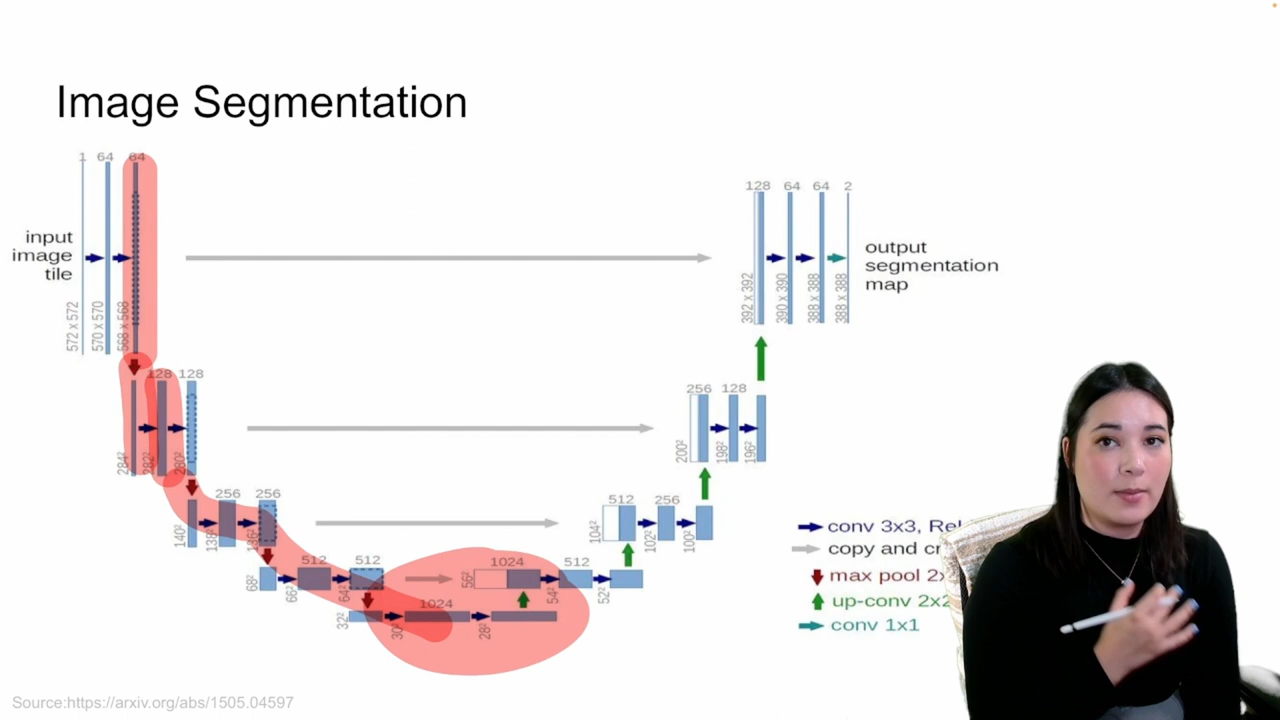 Image Segmentation
1 64 64
input
image
tile
572 x 572
570 x 570
568 x 568
128 128
284²
282²
280²
256 256
140²
138²
136²
512 512
68²
66²
64²
1024
32²
30²
28²
1024 512
56²
54²
52²
512 256
104²
102²
100²
256 128
200²
198²
196²
128 64 64 2
392 x 392
390 x 390
388 x 388
388 x 388
output
segmentation
map
conv 3x3, ReL
copy and cr
max pool 2x
up-conv 2x2
conv 1x1
Source:https://arxiv.org/abs/1505.04597